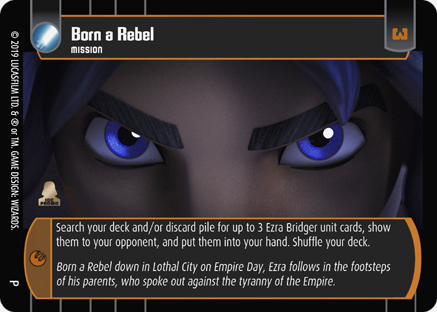 Born a Rebel
MISSION
3
© 2019 LUCASFILM LTD. & ® or TM. GAME DESIGN: WIZARDS.
P
Search your deck and/or discard pile for up to 3 Ezra Bridger unit cards, show
them to your opponent, and put them into your hand. Shuffle your deck.
Born a Rebel down in Lothal City on Empire Day, Ezra follows in the footsteps
of his parents, who spoke out against the tyranny of the Empire.